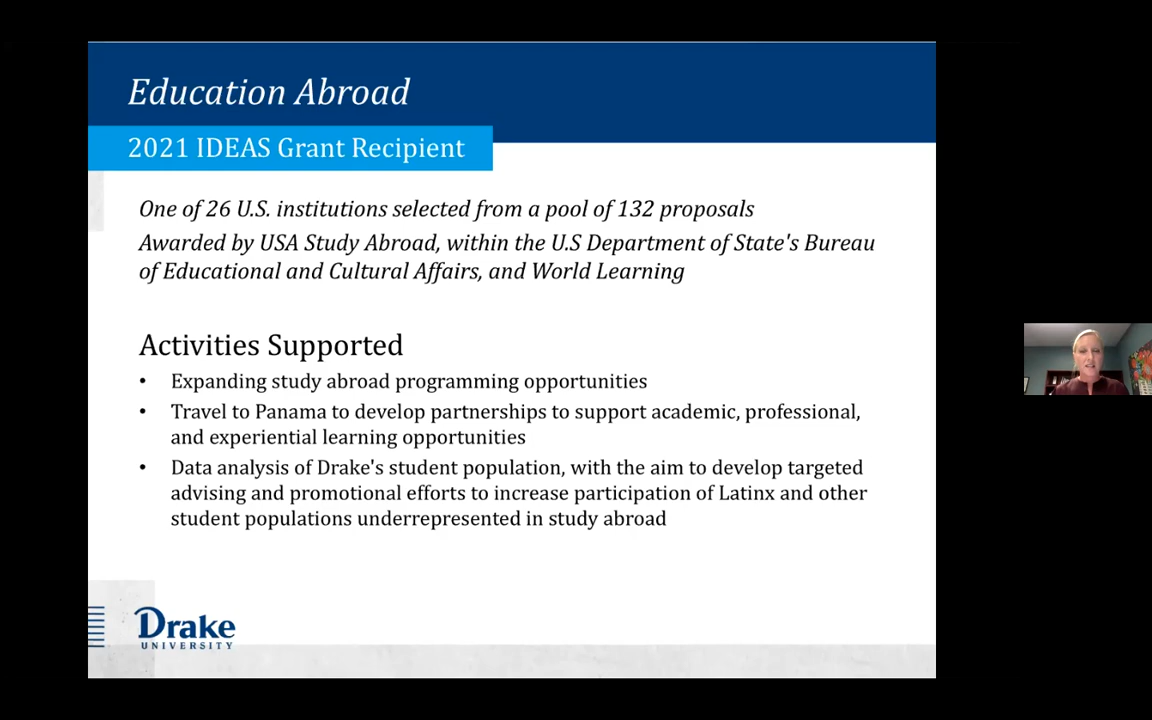 Education Abroad
2021 IDEAS Grant Recipient
One of 26 U.S. institutions selected from a pool of 132 proposals
Awarded by USA Study Abroad, within the U.S Department of State's Bureau
of Educational and Cultural Affairs, and World Learning
Activities Supported
• Expanding study abroad programming opportunities
• Travel to Panama to develop partnerships to support academic, professional,
and experiential learning opportunities
• Data analysis of Drake's student population, with the aim to develop targeted
advising and promotional efforts to increase participation of Latinx and other
student populations underrepresented in study abroad
Drake
UNIVERSITY